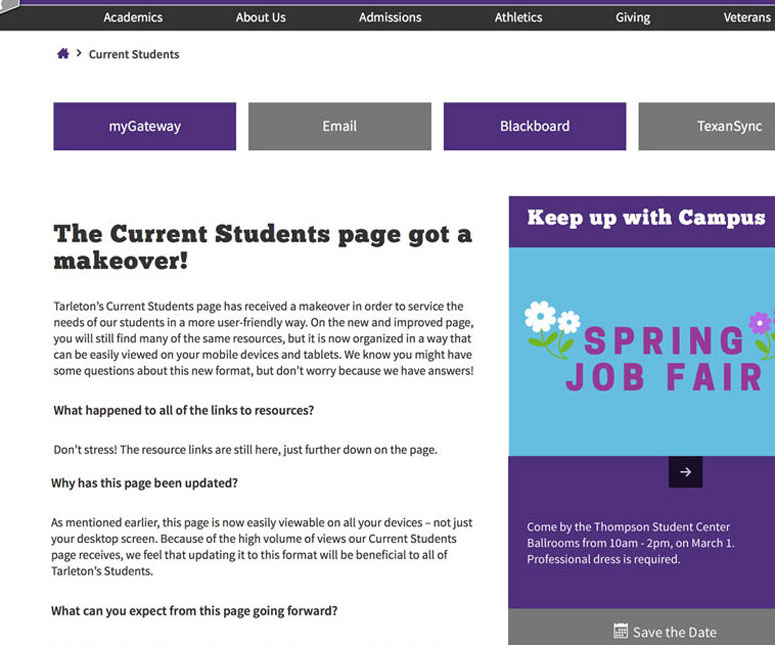 Academics About Us Admissions Athletics Giving Veterans
Current Students
myGateway Email Blackboard TexanSync
The Current Students page got a
makeover!
Tarleton's Current Students page has received a makeover in order to service the
needs of our students in a more user-friendly way. On the new and improved page,
you will still find many of the same resources, but it is now organized in a way that
can be easily viewed on your mobile devices and tablets. We know you might have
some questions about this new format, but don't worry because we have answers!
What happened to all of the links to resources?
Don't stress! The resource links are still here, just further down on the page.
Why has this page been updated?
As mentioned earlier, this page is now easily viewable on all your devices – not just
your desktop screen. Because of the high volume of views our Current Students
page receives, we feel that updating it to this format will be beneficial to all of
Tarleton's Students.
What can you expect from this page going forward?
Keep up with Campus
SPRING
JOB FAIR
Come by the Thompson Student Center
Ballrooms from 10am - 2pm, on March 1.
Professional dress is required.
Save the Date